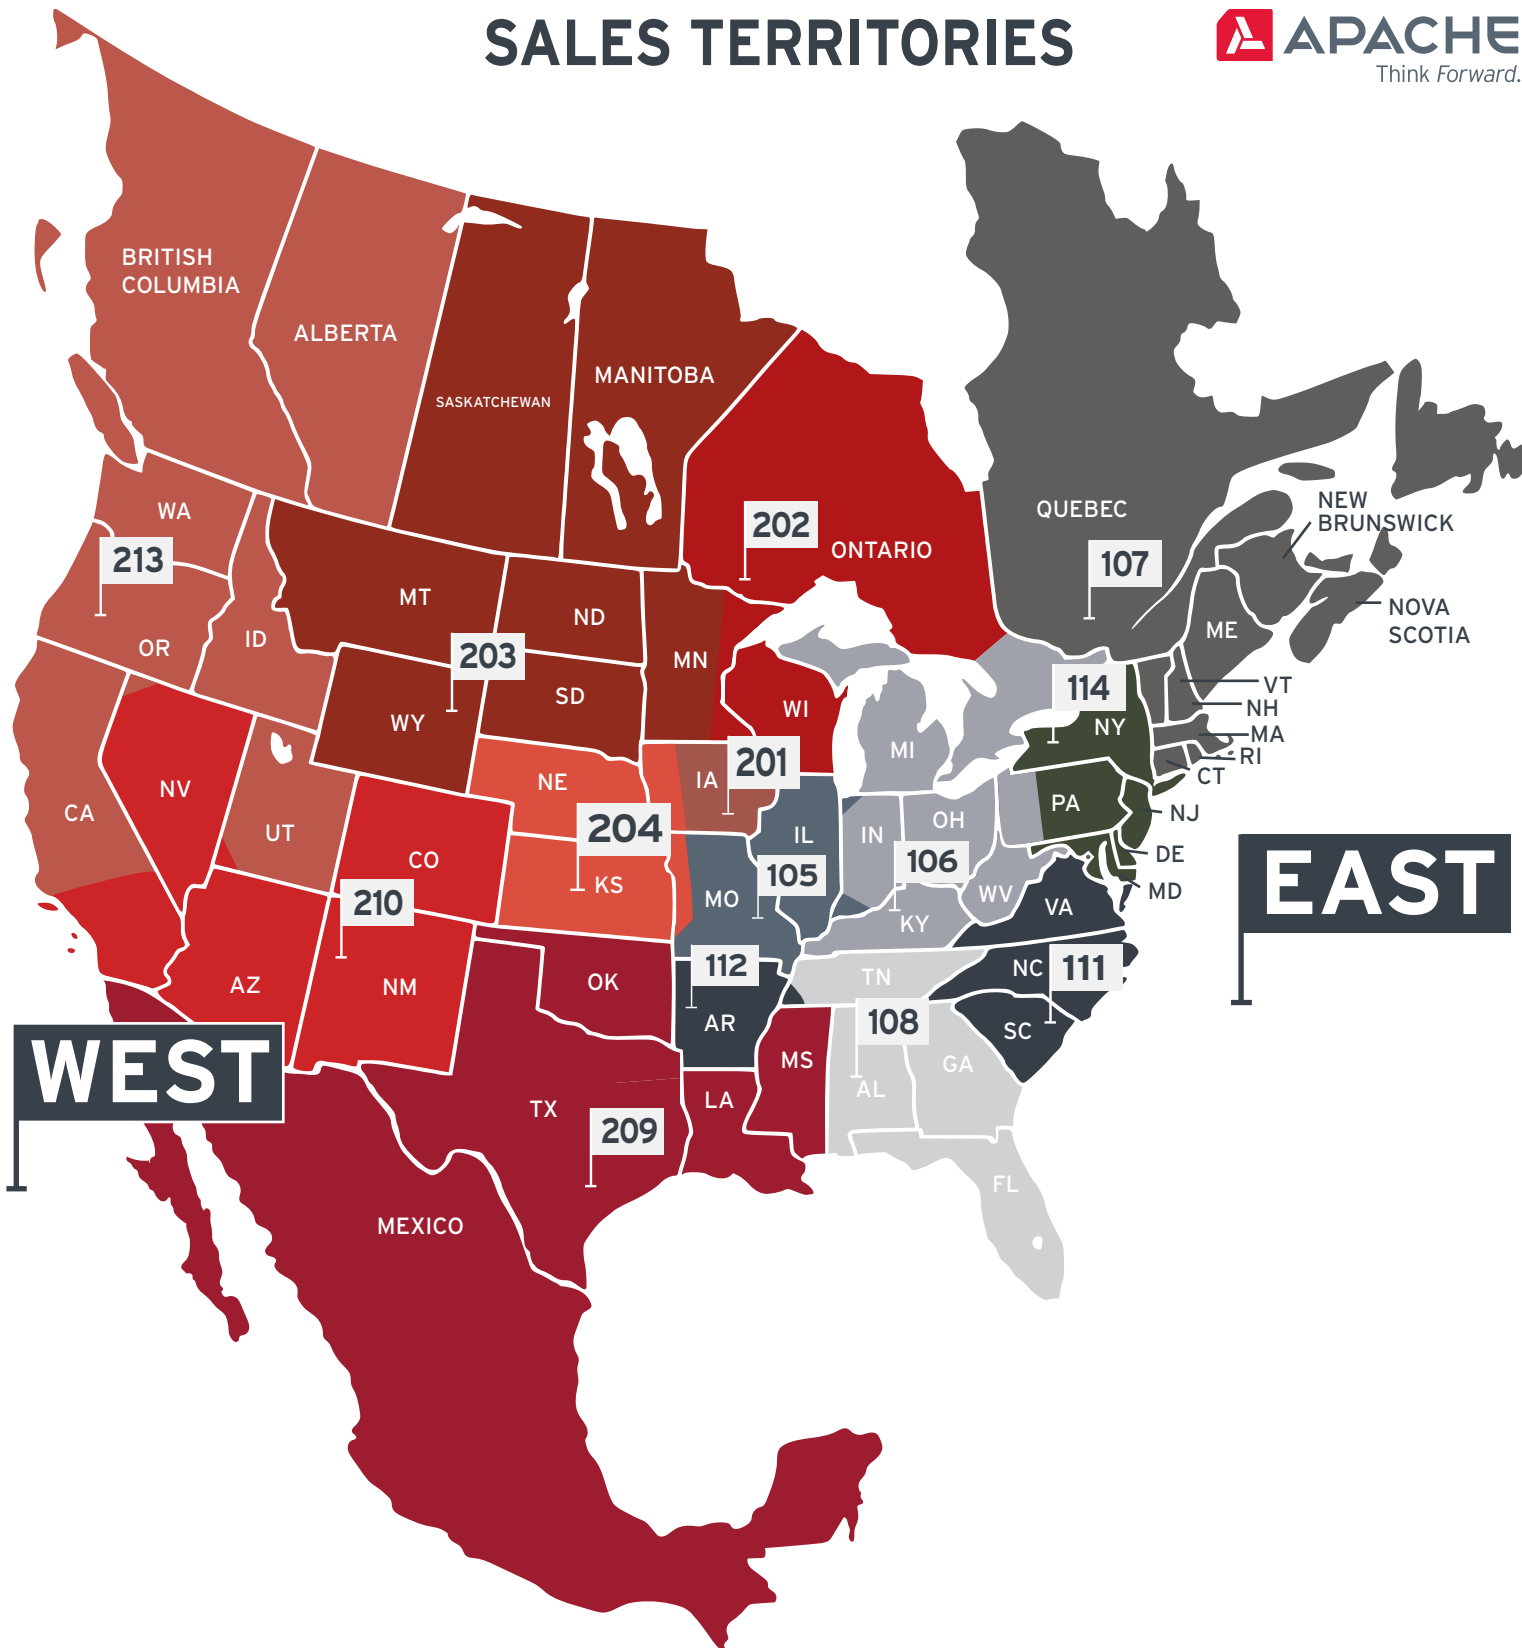 SALES TERRITORIES
APACHE
Think Forward.
BRITISH
COLUMBIA
ALBERTA
SASKATCHEWAN
MANITOBA
WA
213
202
ONTARIO
QUEBEC
107
NEW
BRUNSWICK
NOVA
SCOTIA
MT
ND
OR
ID
203
MN
ME
SD
WY
WI
114
NY
VT
NH
MA
RI
CT
NV
CA
NE
IA
201
MI
PA
NJ
UT
CO
204
KS
IL
IN
OH
DE
MD
105
106
MO
WV
VA
KY
EAST
210
AZ
NM
OK
112
AR
TN
NC
111
SC
108
MS
AL
GA
WEST
TX
LA
209
FL
MEXICO